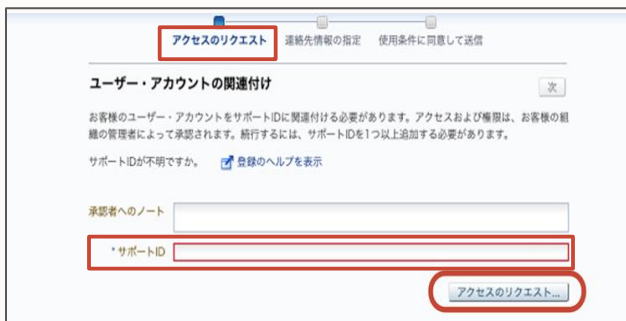 アクセスのリクエスト 連絡先情報の指定 使用条件に同意して送信
ユーザー・アカウントの関連付け 次
お客様のユーザー・アカウントをサポートIDに関連付ける必要があります。アクセスおよび権限は、お客様の組
織の管理者によって承認されます。続行するには、サポートIDを1つ以上追加する必要があります。
サポートIDが不明ですか。 登録のヘルプを表示
承認者へのノート
* サポートID
アクセスのリクエスト...